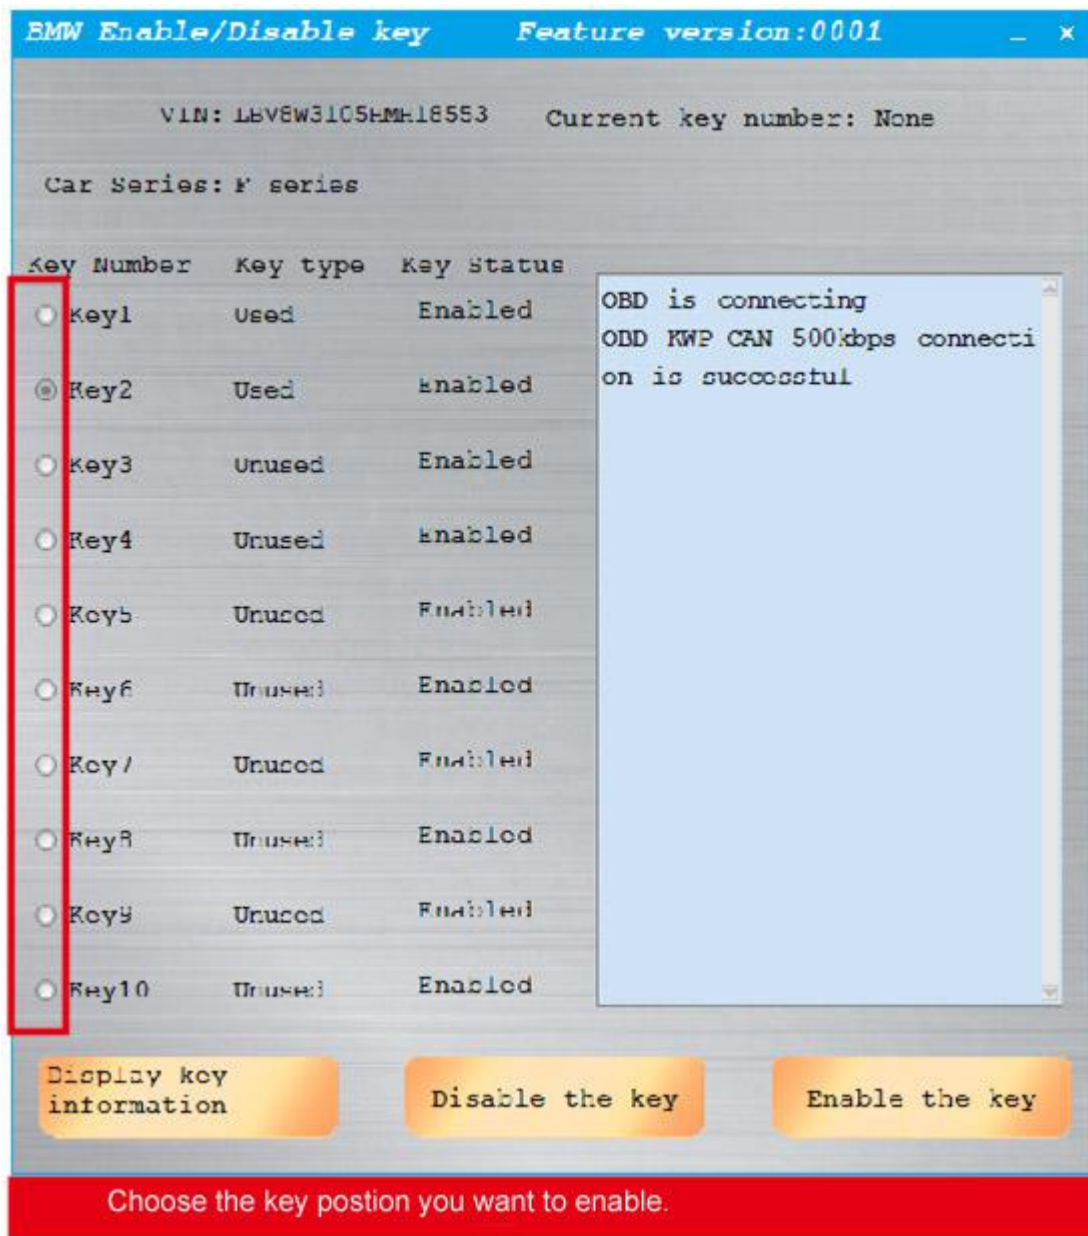 BMW Enable/Disable key Feature version:0001
VIN: Current key number: None
Car Series: F series
Key Number Key type Key Status
Key1 Used Enabled
Key2 Used Enabled
Key3 Unused Enabled
Key4 Unused Enabled
Key5 Unused Enabled
Key6 Unused Enabled
Key7 Unused Enabled
Key8 Unused Enabled
Key9 Unused Enabled
Key10 Unused Enabled
OBD is connecting
OBD KWP CAN 500kbps connecti
on is successful
Display key
information
Disable the key
Enable the key
Choose the key postion you want to enable.